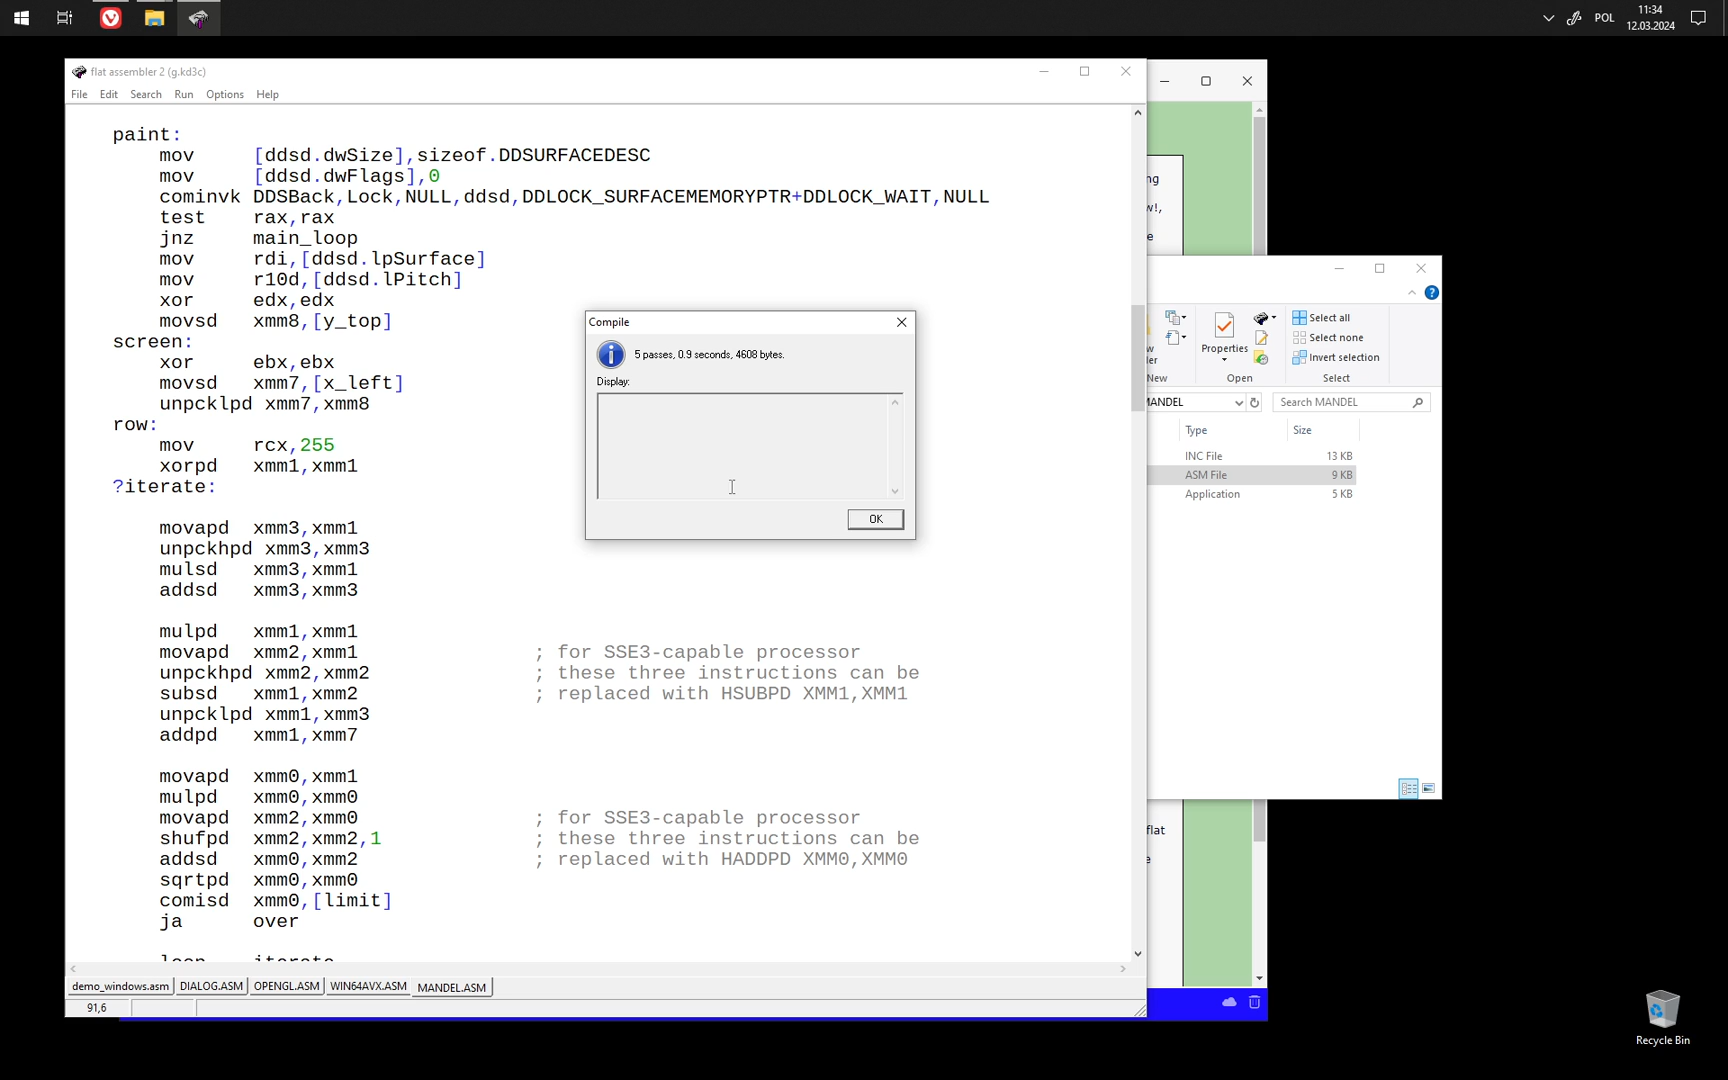 POL
11:34
12.03.2024
flat assembler 2 (g.kd3c)
File Edit Search Run Options Help
paint:
mov [ddsd.dwSize],sizeof.DDSURFACEDESC
mov [ddsd.dwFlags],0
cominvk DDSBack,Lock,NULL,ddsd,DDLOCK_SURFACEMEMORYPTR+DDLOCK_WAIT,NULL
test rax,rax
jnz main_loop
mov rdi,[ddsd.lpSurface]
mov r10d,[ddsd.lPitch]
xor edx,edx
movsd xmm8,[y_top]
screen:
xor ebx,ebx
movsd xmm7,[x_left]
unpcklpd xmm7,xmm8
row:
mov rcx,255
xorpd xmm1,xmm1
?iterate:
movapd xmm3,xmm1
unpckhpd xmm3,xmm3
mulsd xmm3,xmm1
addsd xmm3,xmm3
mulpd xmm1,xmm1
movapd xmm2,xmm1 ; for SSE3-capable processor
unpckhpd xmm2,xmm2 ; these three instructions can be
subsd xmm1,xmm2 ; replaced with HSUBPD XMM1,XMM1
unpcklpd xmm1,xmm3
addpd xmm1,xmm7
movapd xmm0,xmm1
mulpd xmm0,xmm0
movapd xmm2,xmm0 ; for SSE3-capable processor
shufpd xmm2,xmm2,1 ; these three instructions can be
addsd xmm0,xmm2 ; replaced with HADDPD XMM0,XMM0
sqrtpd xmm0,xmm0
comisd xmm0,[limit]
ja over
loop iterate
demo_windows.asm DIALOG.ASM OPENGL.ASM WIN64AVX.ASM MANDEL.ASM
91,6
Compile
5 passes, 0.9 seconds, 4608 bytes.
Display:
OK
ng
w!,
e
Properties
Select all
Select none
Invert selection
New Open Select
MANDEL Search MANDEL
Type Size
INC File 13 KB
ASM File 9 KB
Application 5 KB
flat
e
Recycle Bin